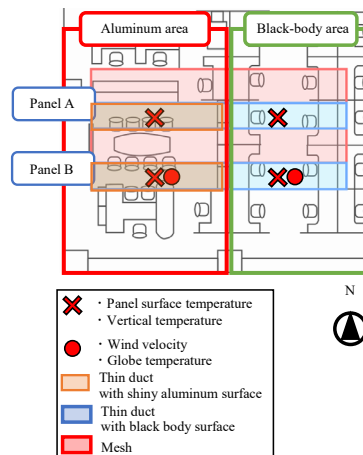 Aluminum area
Black-body area
Panel A
Panel B
・Panel surface temperature
・Vertical temperature
・Wind velocity
・Globe temperature
Thin duct
with shiny aluminum surface
Thin duct
with black body surface
Mesh
N